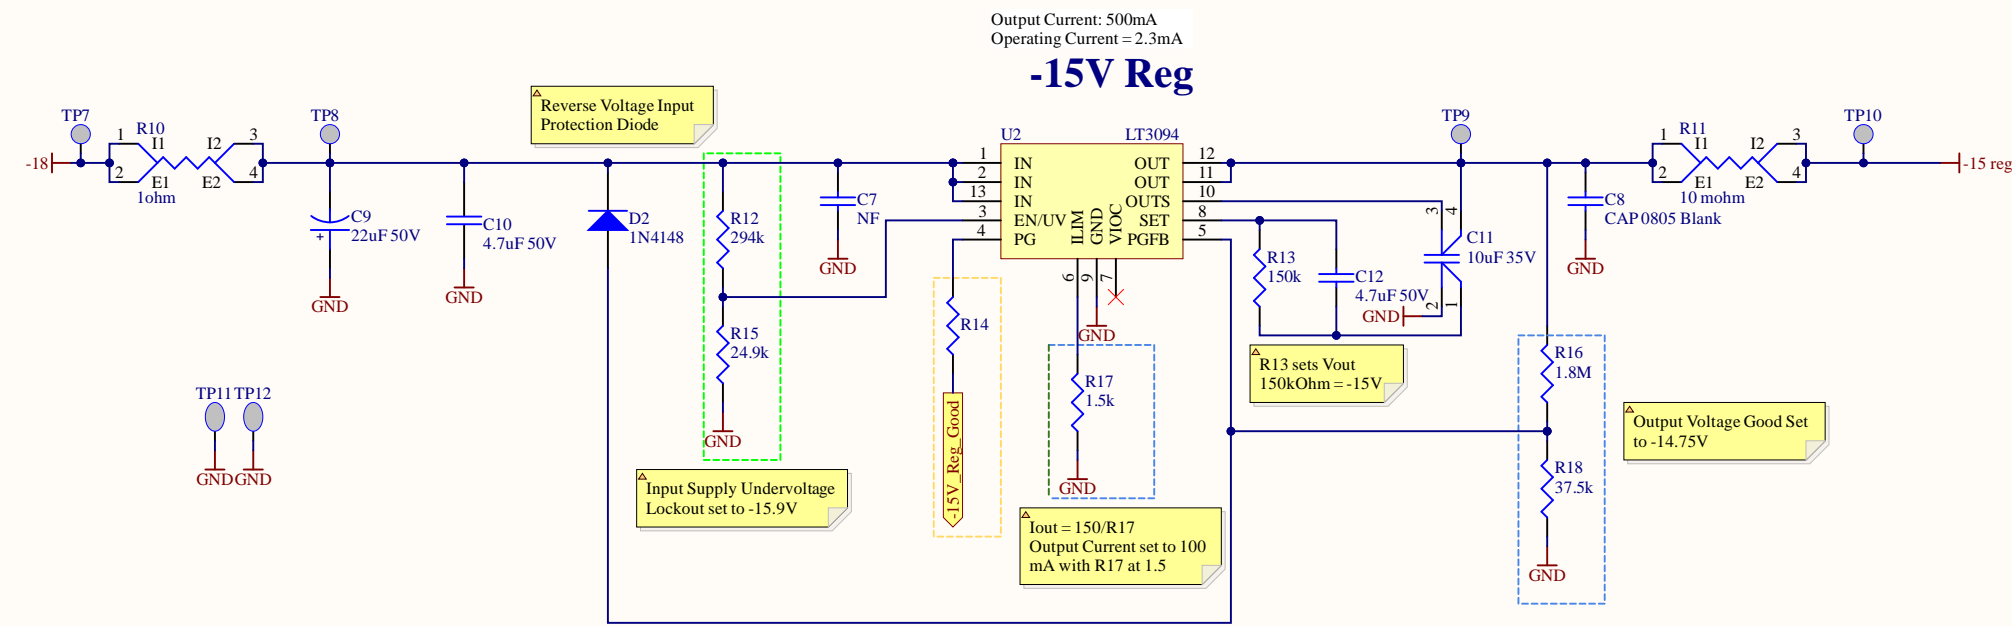 Output Current: 500mA
Operating Current = 2.3mA
-15V Reg
Reverse Voltage Input
Protection Diode
TP7
R10
1
I1
I2
3
2
E1
E2
4
1ohm
-18
TP8
C9
22uF 50V
GND
C10
4.7uF 50V
GND
D2
1N4148
R12
294k
R15
24.9k
GND
Input Supply Undervoltage
Lockout set to -15.9V
C7
NF
GND
U2
LT3094
1
IN
2
IN
13
IN
3
EN/UV
4
PG
OUT
12
OUT
11
OUTS
10
SET
8
PGFB
5
ILIM
GND
VIOC
6
9
7
GND
R14
-15V_Reg_Good
R17
1.5k
GND
Iout = 150/R17
Output Current set to 100
mA with R17 at 1.5
R13
150k
C12
4.7uF 50V
TP9
3
4
C11
10uF 35V
2
1
GND
R13 sets Vout
150kOhm = -15V
C8
CAP 0805 Blank
GND
R11
1
I1
I2
3
2
E1
E2
4
10 mohm
TP10
-15 reg
R16
1.8M
R18
37.5k
GND
Output Voltage Good Set
to -14.75V
TP11
TP12
GND
GND